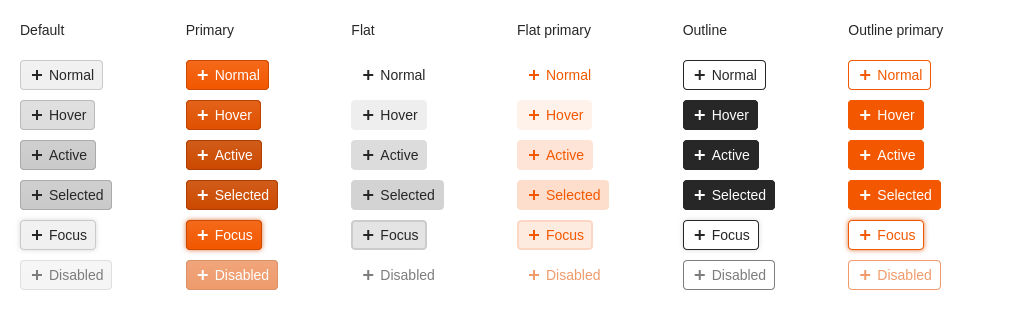 Default Primary Flat Flat primary Outline Outline primary
+ Normal + Normal + Normal + Normal + Normal + Normal
+ Hover + Hover + Hover + Hover + Hover + Hover
+ Active + Active + Active + Active + Active + Active
+ Selected + Selected + Selected + Selected + Selected + Selected
+ Focus + Focus + Focus + Focus + Focus + Focus
+ Disabled + Disabled + Disabled + Disabled + Disabled + Disabled